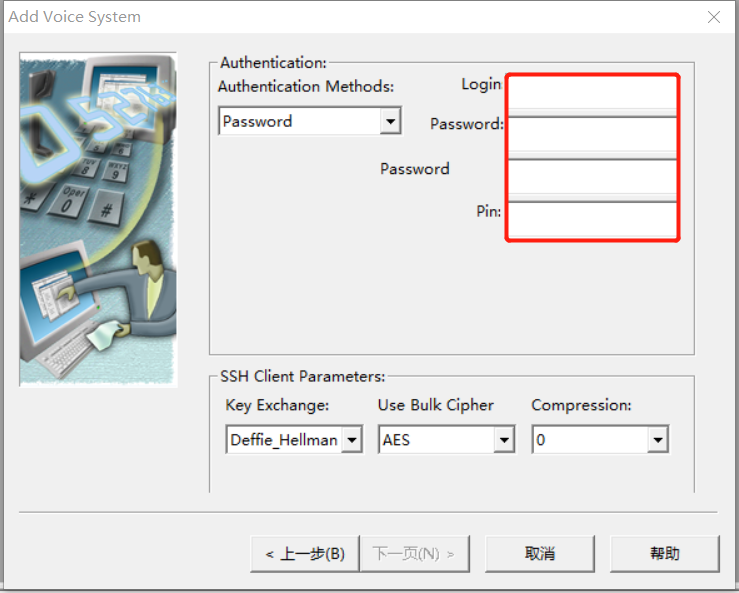 Add Voice System
Authentication:
Authentication Methods:
Login
Password
Password:
Password
Pin:
SSH Client Parameters:
Key Exchange:
Use Bulk Cipher
Compression:
Deffie_Hellman
AES
0
< 上一步(B)
下一页(N) >
取消
帮助